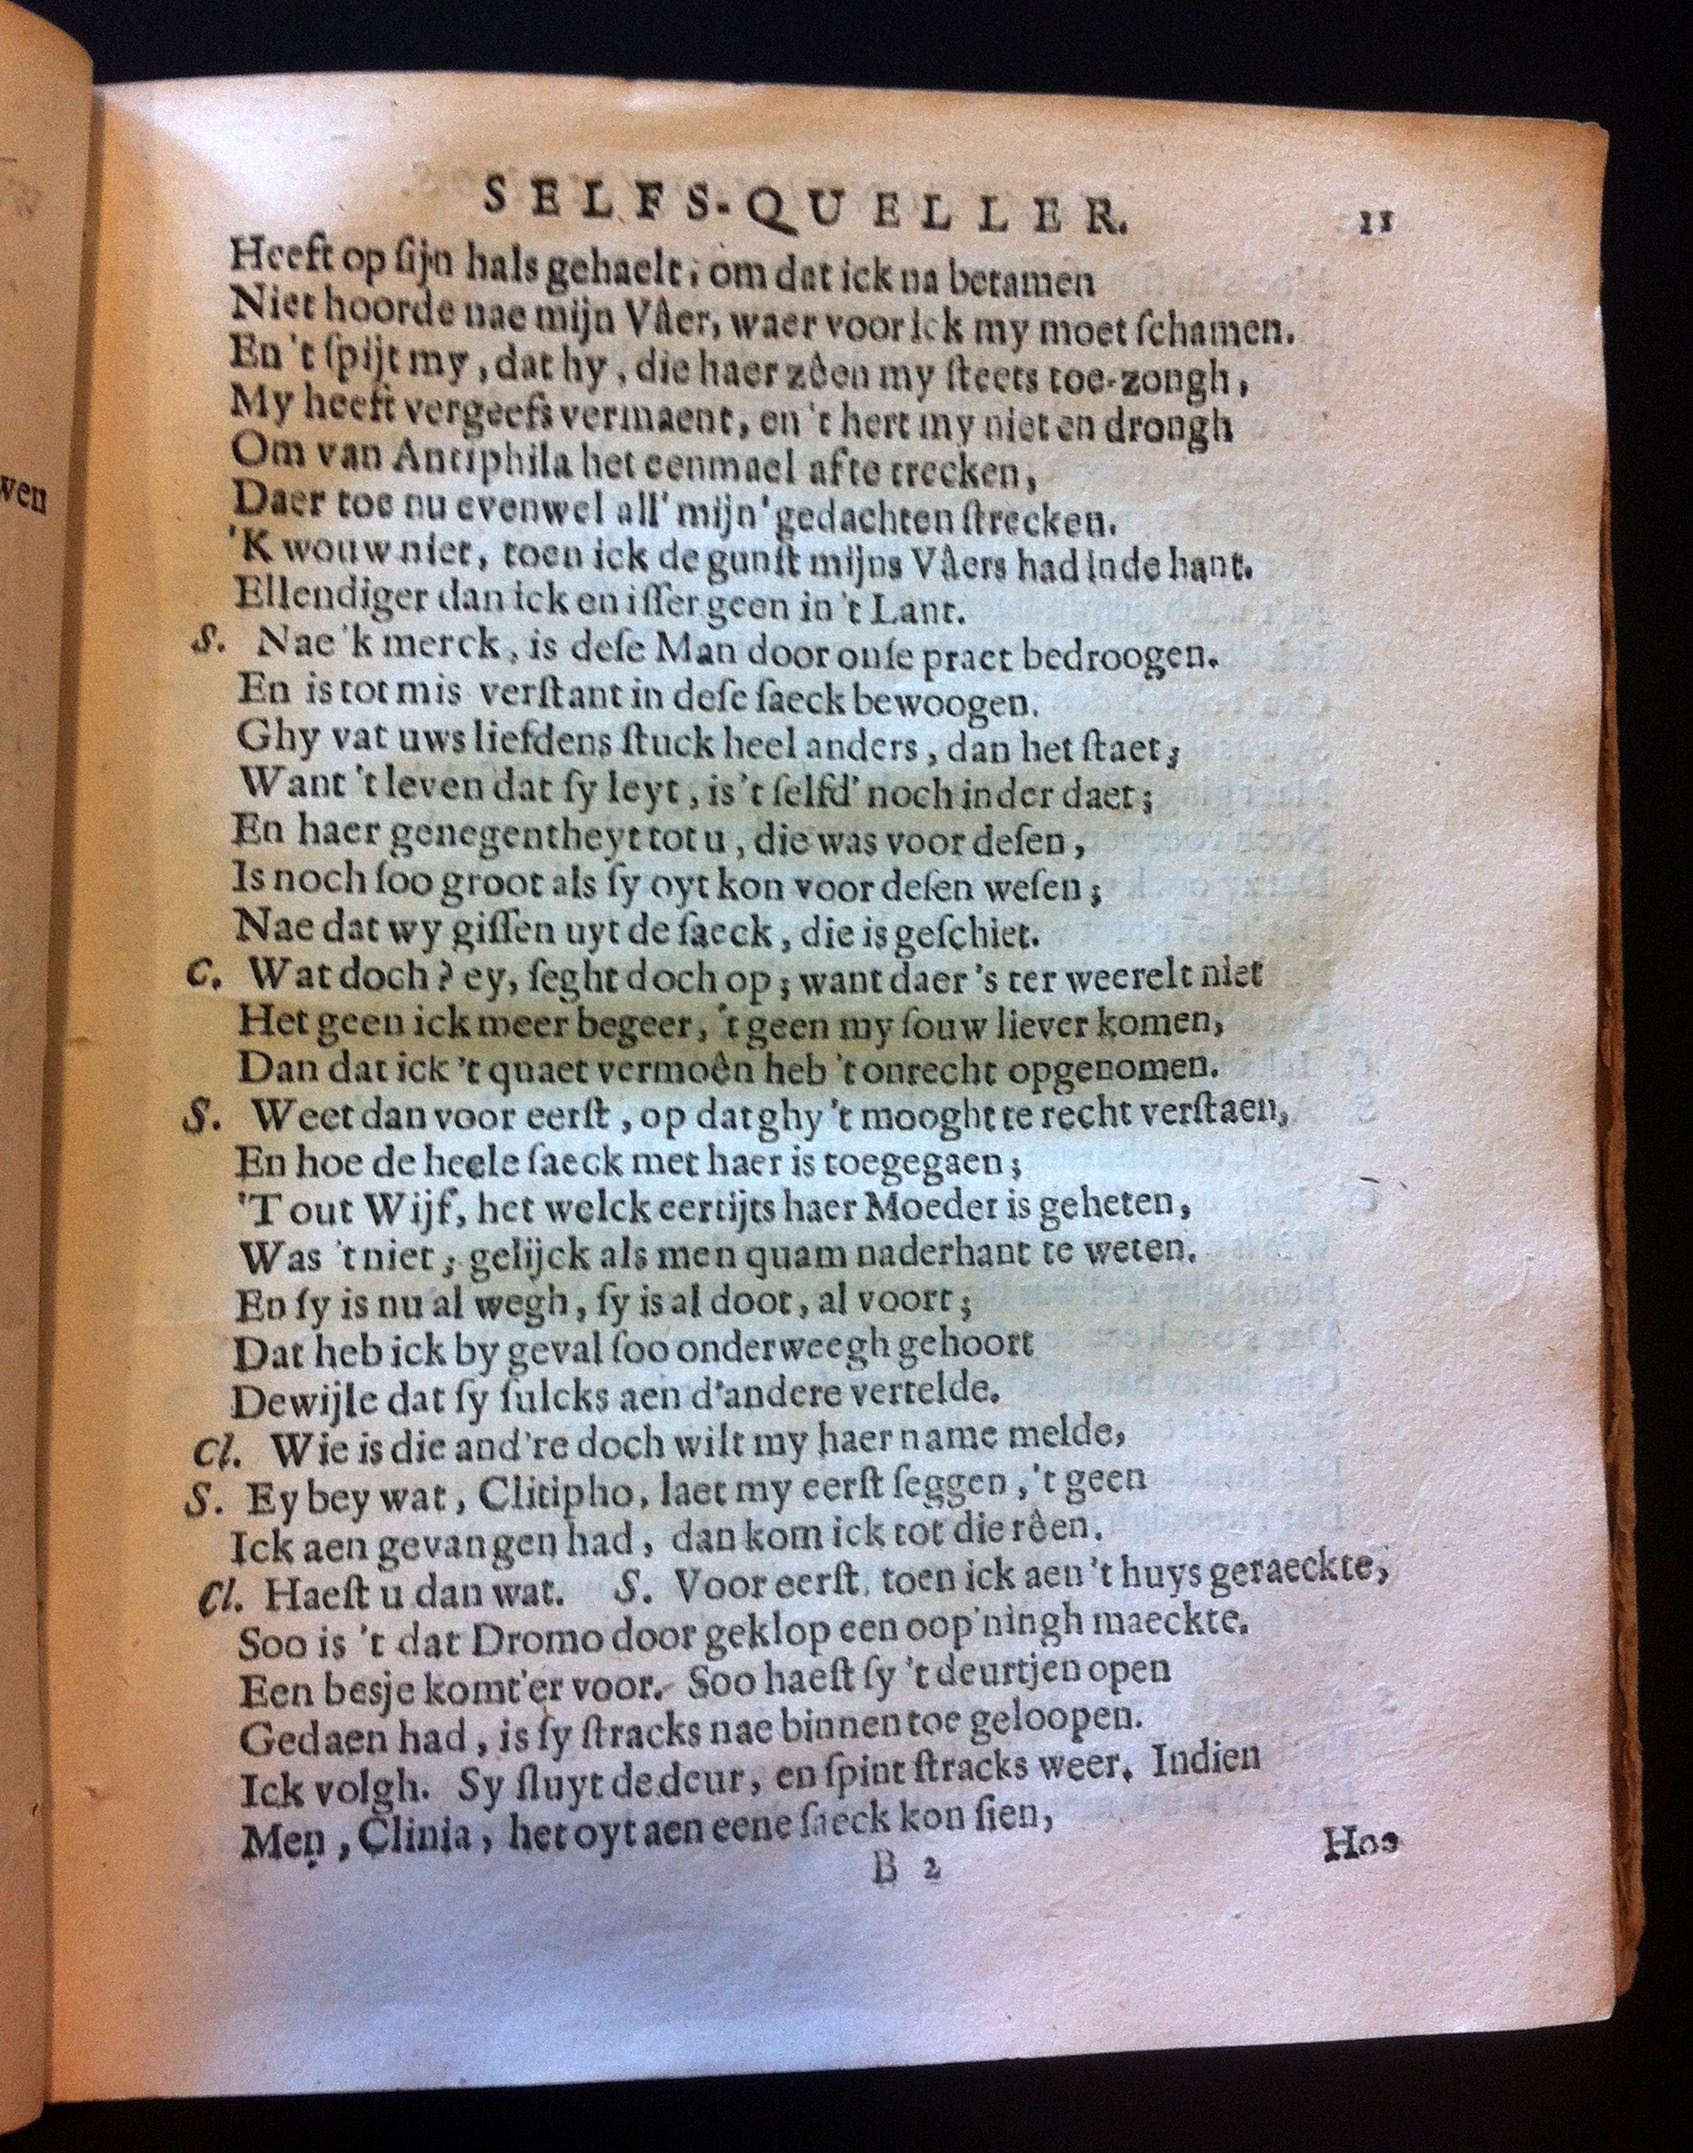 SELFS-QUELLER. 11
Heeft op ſijn hals gehaelt, om dat ick na betamen
Niet hoorde nae mijn Vâer, waer voor ick my moet ſchamen.
En 't ſpijt my, dat hy, die haer zêen my ſteets toe-zongh,
My heeft vergeefs vermaent, en 't hert my niet en drongh
Om van Antiphila het eenmael af te trecken,
Daer toe nu evenwel all' mijn' gedachten ſtrecken.
'K wouw niet, toen ick de gunſt mijns Vâers had in de hant.
Ellendiger dan ick en iſſer geen in 't Lant.
S. Nae 'k merck, is deſe Man door onſe praet bedroogen.
En is tot mis verſtant in deſe ſaeck bewoogen.
Ghy vat uws liefdens ſtuck heel anders, dan het ſtaet;
Want 't leven dat ſy leyt, is 't ſelfd' noch in der daet;
En haer genegentheyt tot u, die was voor deſen,
Is noch ſoo groot als ſy oyt kon voor deſen weſen;
Nae dat wy giſſen uyt de ſaeck, die is geſchiet.
C. Wat doch? ey, ſeght doch op; want daer 's ter weerelt niet
Het geen ick meer begeer, 't geen my ſouw liever komen,
Dan dat ick 't quaet vermoên heb 't onrecht opgenomen.
S. Weet dan voor eerſt, op dat ghy 't mooght te recht verſtaen,
En hoe de heele ſaeck met haer is toegegaen;
'T out Wijf, het welck eertijts haer Moeder is geheten,
Was 't niet; gelijck als men quam naderhant te weten.
En ſy is nu al wegh, ſy is al doot, al voort;
Dat heb ick by geval ſoo onderweegh gehoort
Dewijle dat ſy ſulcks aen d'andere vertelde.
Cl. Wie is die and're doch wilt my haer name melde,
S. Ey bey wat, Clitipho, laet my eerſt ſeggen, 't geen
Ick aen gevangen had, dan kom ick tot die rêen.
Cl. Haeſt u dan wat. S. Voor eerſt, toen ick aen 't huys geraeckte,
Soo is 't dat Dromo door geklop een oop'ningh maeckte.
Een besje komt'er voor. Soo haeſt ſy 't deurtjen open
Gedaen had, is ſy ſtracks nae binnen toe geloopen.
Ick volgh. Sy ſluyt de deur, en ſpint ſtracks weer. Indien
Men, Clinia, het oyt aen eene ſaeck kon ſien,
B 2 Hoe
wen